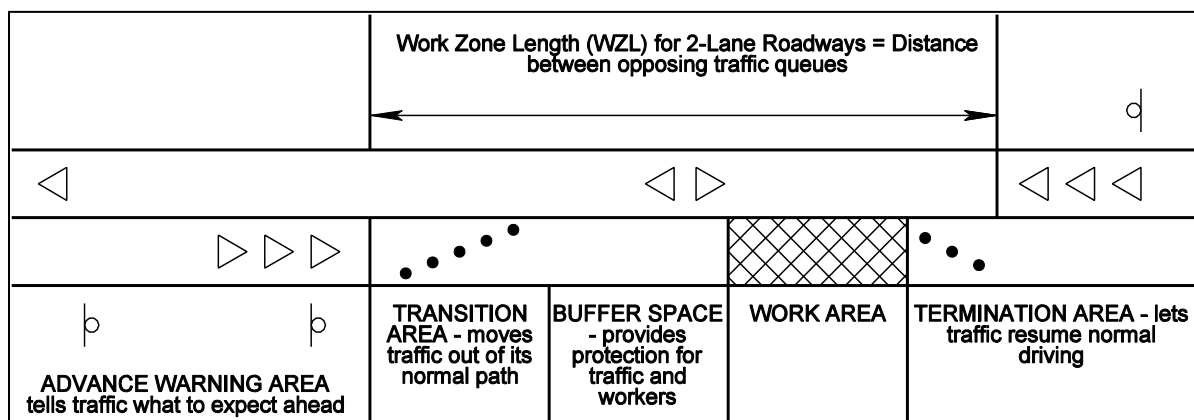 Work Zone Length (WZL) for 2-Lane Roadways = Distance
between opposing traffic queues
ADVANCE WARNING AREA
tells traffic what to expect ahead
TRANSITION
AREA - moves
traffic out of its
normal path
BUFFER SPACE
- provides
protection for
traffic and
workers
WORK AREA
TERMINATION AREA - lets
traffic resume normal
driving